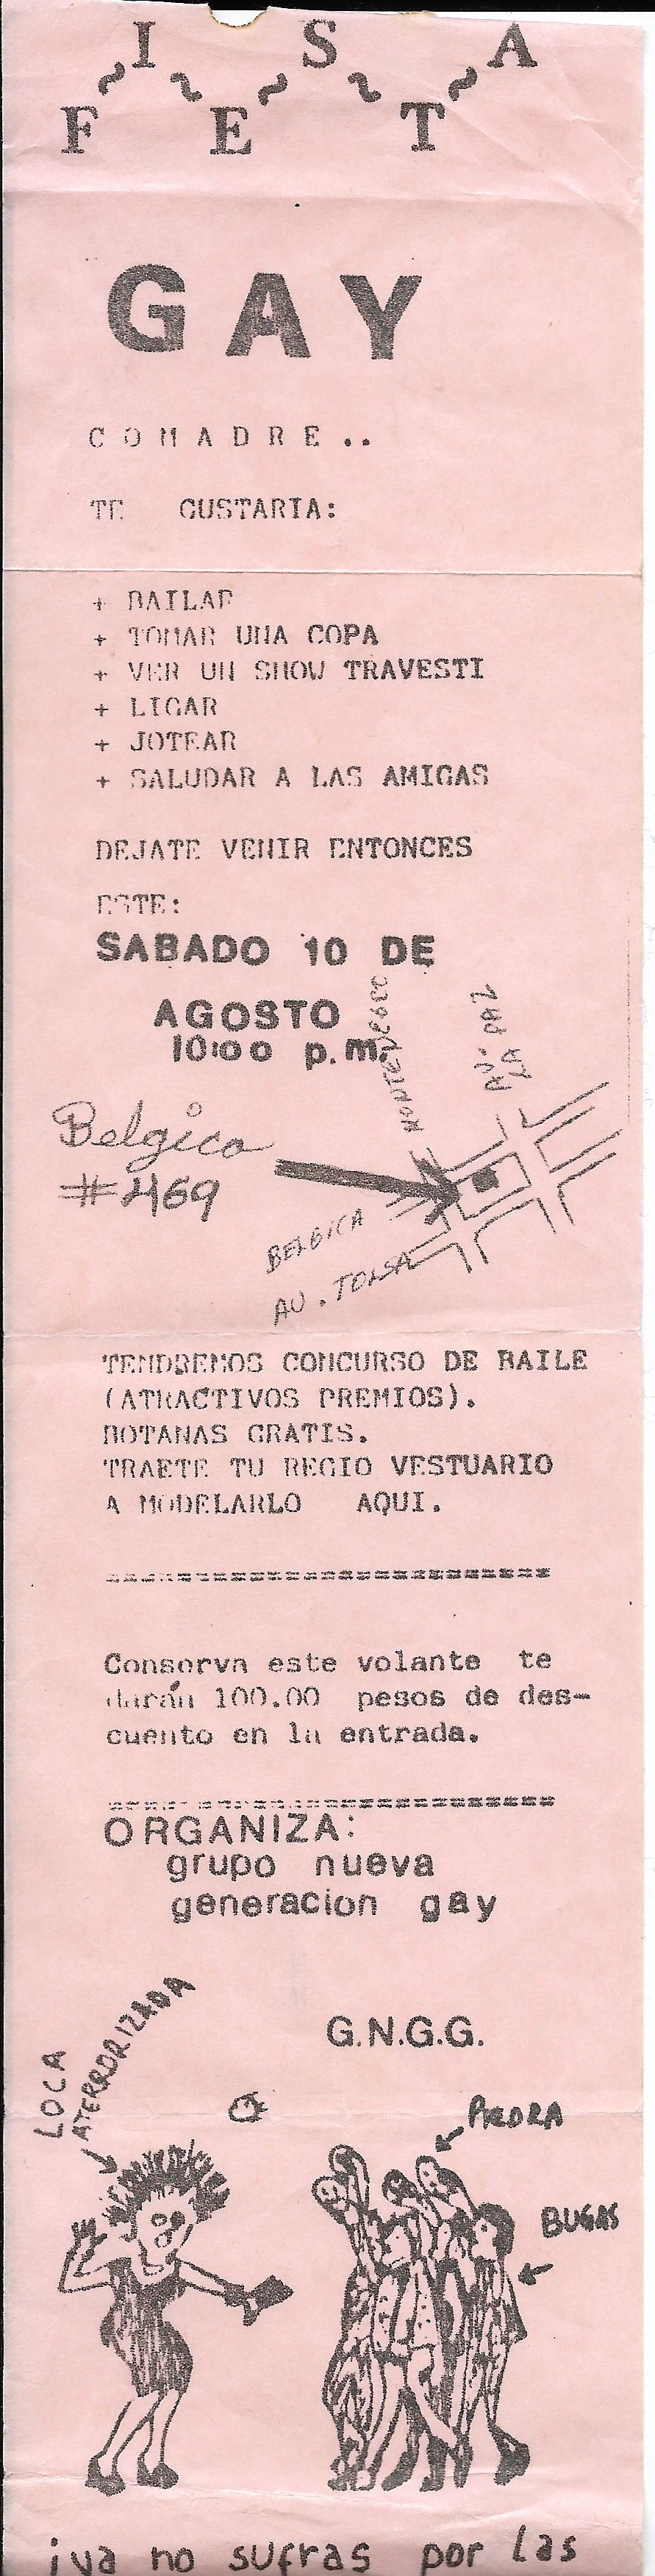 FIESTA
GAY
COMADRE..
TE GUSTARIA:
+ BAILAR
+ TOMAR UNA COPA
+ VER UN SHOW TRAVESTI
+ LIGAR
+ JOTEAR
+ SALUDAR A LAS AMIGAS
DEJATE VENIR ENTONCES
ESTE:
SABADO 10 DE
AGOSTO
10:00 p.m.
Belgica
#469
AV. LA PAZ
BELGICA
AV. TOLSA
TENDREMOS CONCURSO DE BAILE
(ATRACTIVOS PREMIOS).
BOTANAS GRATIS.
TRAETE TU REGIO VESTUARIO
A MODELARLO AQUI.
============================
Conserva este volante te
darán 100.00 pesos de des-
cuento en la entrada.
============================
ORGANIZA:
grupo nueva
generacion gay
G.N.G.G.
LOCA
ATERRORIZADA
PIEDRA
BUGAS
¡ya no sufras por las